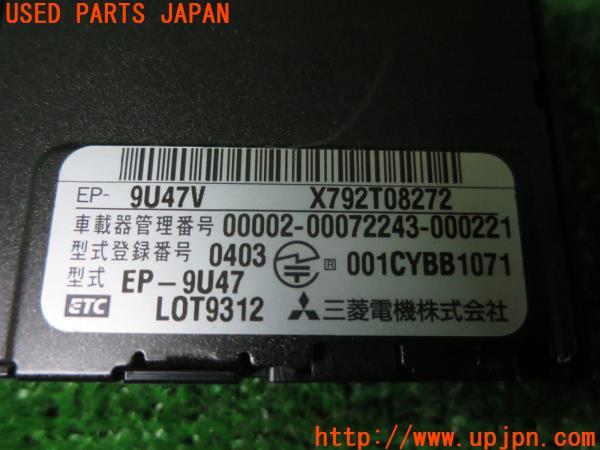 USED PARTS JAPAN
EP- 9U47V X792T08272
車載器管理番号 00002-00072243-000221
型式登録番号 0403 R 001CYBB1071
型式 EP-9U47
ETC LOT9312 三菱電機株式会社
http://www.upjpn.com/